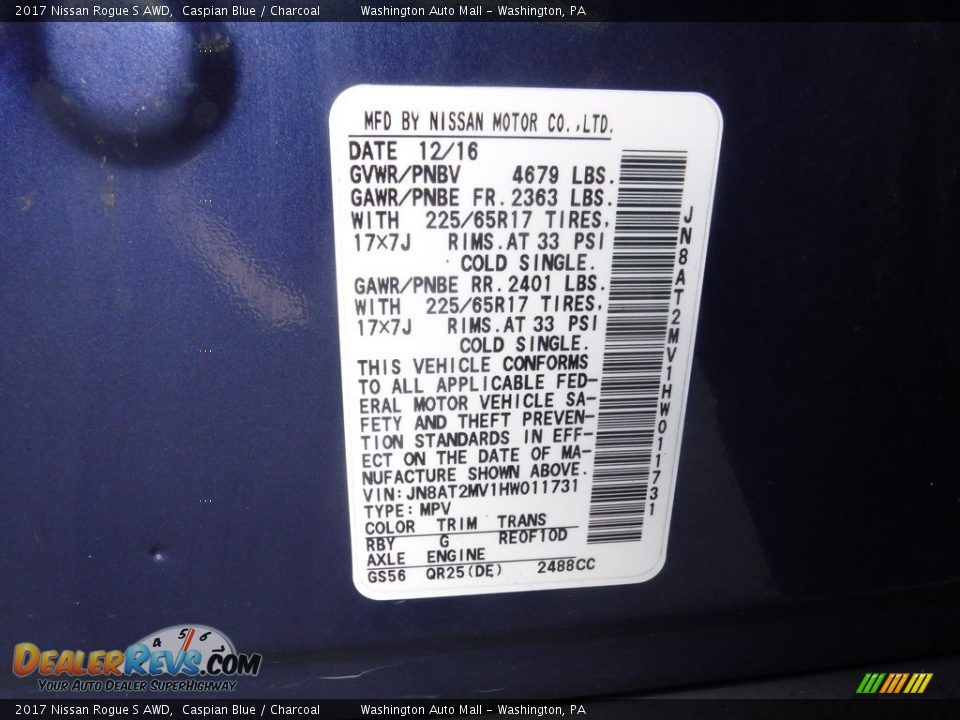 2017 Nissan Rogue S AWD,  Caspian Blue / Charcoal          Washington Auto Mall - Washington, PA
MFD BY NISSAN MOTOR CO.,LTD.
DATE 12/16
GVWR/PNBV 4679 LBS.
GAWR/PNBE FR. 2363 LBS.
WITH 225/65R17 TIRES,
17×7J RIMS.AT 33 PSI
COLD SINGLE.
GAWR/PNBE RR. 2401 LBS.
WITH 225/65R17 TIRES,
17×7J RIMS.AT 33 PSI
COLD SINGLE.
THIS VEHICLE CONFORMS
TO ALL APPLICABLE FED-
ERAL MOTOR VEHICLE SA-
FETY AND THEFT PREVEN-
TION STANDARDS IN EFF-
ECT ON THE DATE OF MA-
NUFACTURE SHOWN ABOVE.
VIN:JN8AT2MV1HW011731
TYPE:MPV
COLOR TRIM TRANS
RBY G RE0F10D
AXLE ENGINE
GS56 QR25(DE) 2488CC
JN8AT2MV1HW011731
4 5 6 7
DEALERREVS.COM
YOUR AUTO DEALER SUPERHIGHWAY
2017 Nissan Rogue S AWD,  Caspian Blue / Charcoal          Washington Auto Mall - Washington, PA